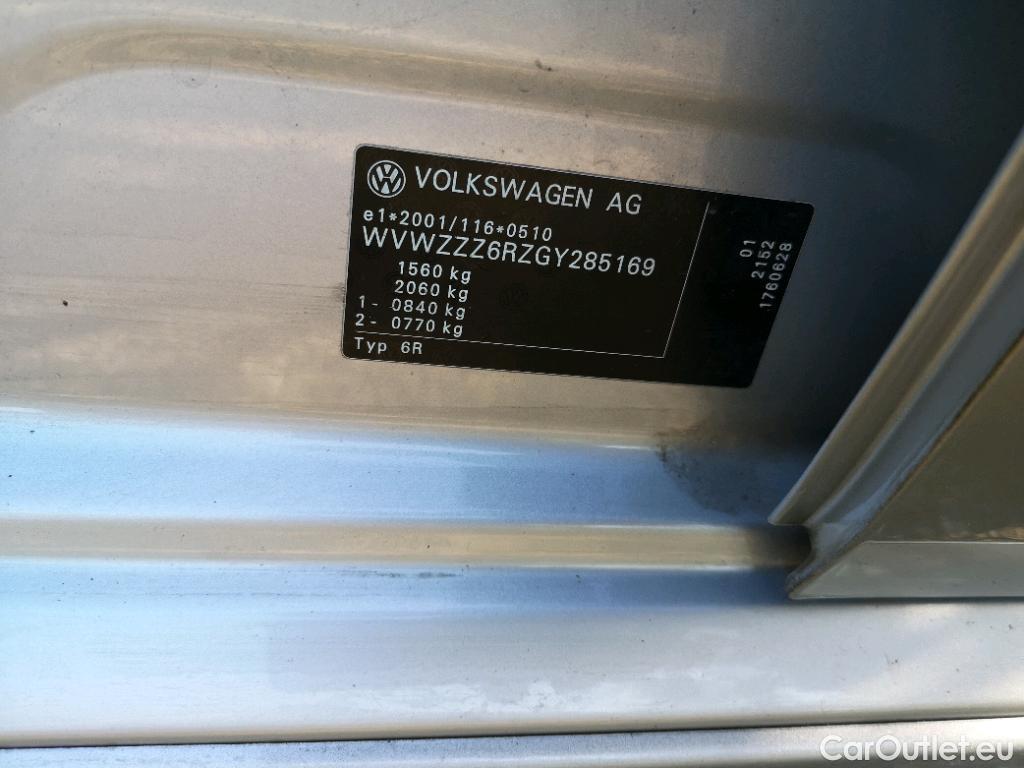 VOLKSWAGEN AG
e1*2001/116*0510
WVWZZZ6RZGY285169
1560 kg
2060 kg
1- 0840 kg
2- 0770 kg
Typ 6R
01
2152
1760628
CarOutlet.eu